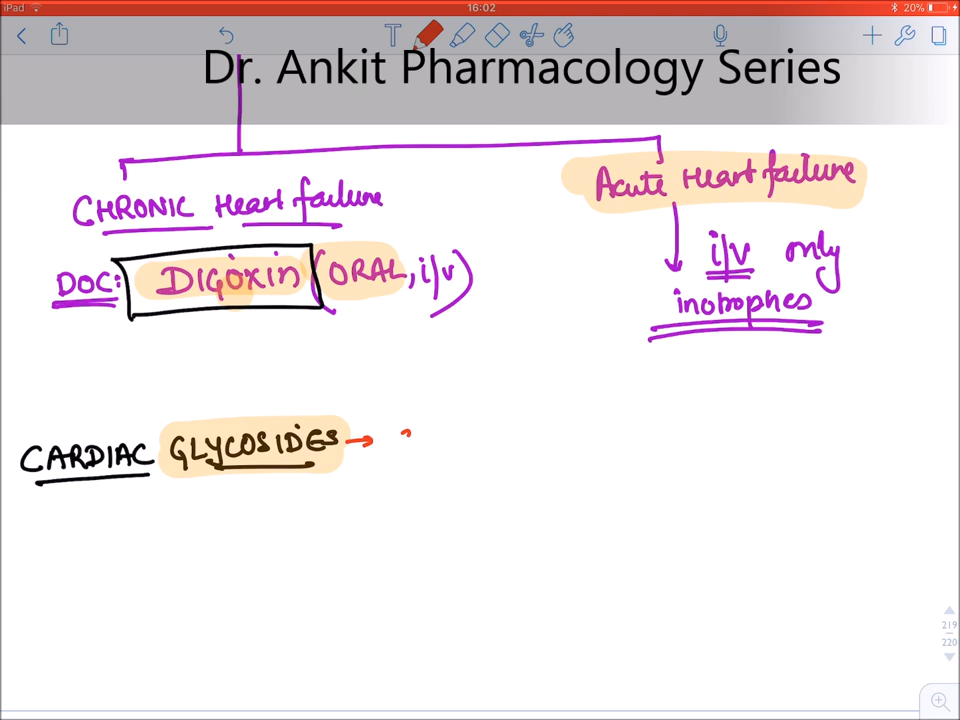 iPad 16:02 20%
Dr. Ankit Pharmacology Series
CHRONIC Heart failure
Acute Heart failure
DOC: DIGOXIN (ORAL, i/v)
i/v only
inotrophes
CARDIAC GLYCOSIDES →
219
220